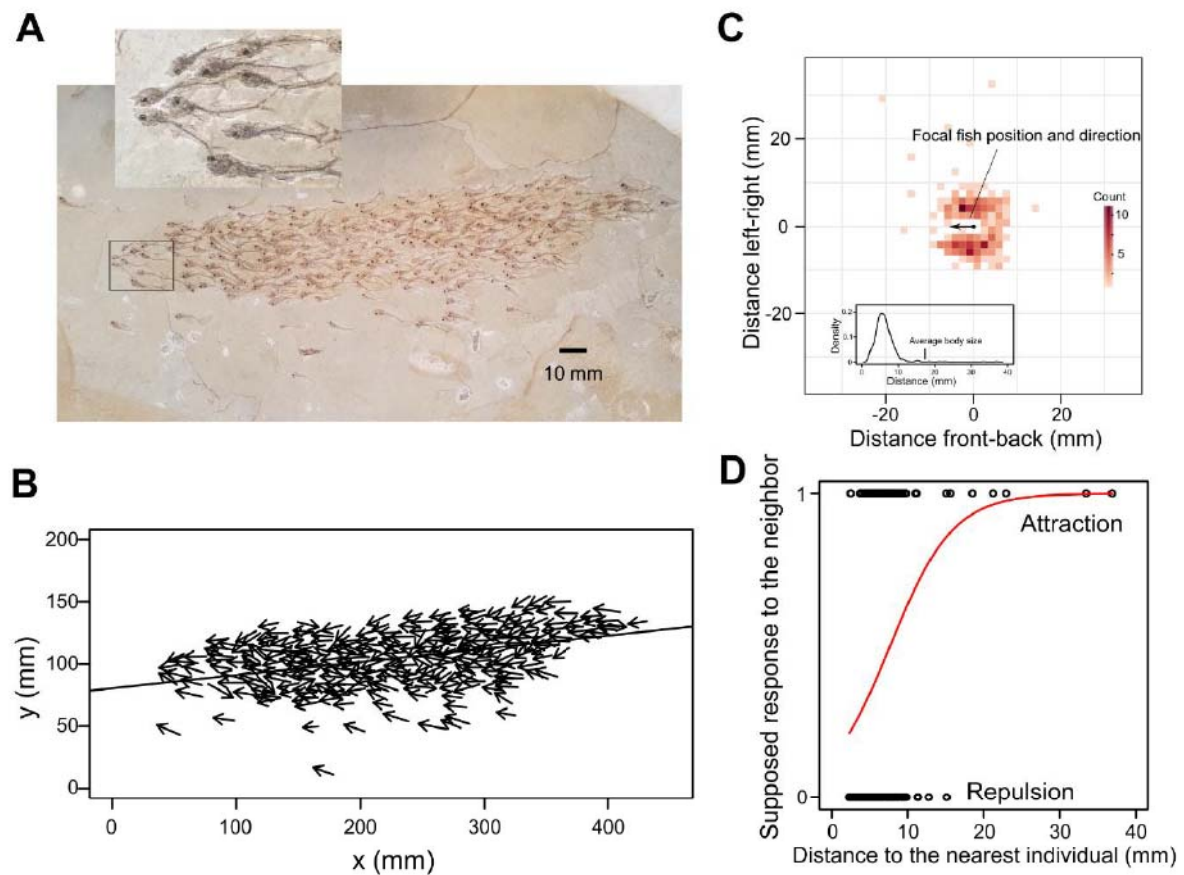 A
10 mm
B
200
150
100
50
0
y (mm)
0
100
200
300
400
x (mm)
C
Focal fish position and direction
Count
10
5
20
0
-20
Distance left-right (mm)
0.2
0.1
0
Density
Average body size
0
10
20
30
40
Distance (mm)
-20
0
20
Distance front-back (mm)
D
1
0
Supposed response to the neighbor
Attraction
Repulsion
0
10
20
30
40
Distance to the nearest individual (mm)